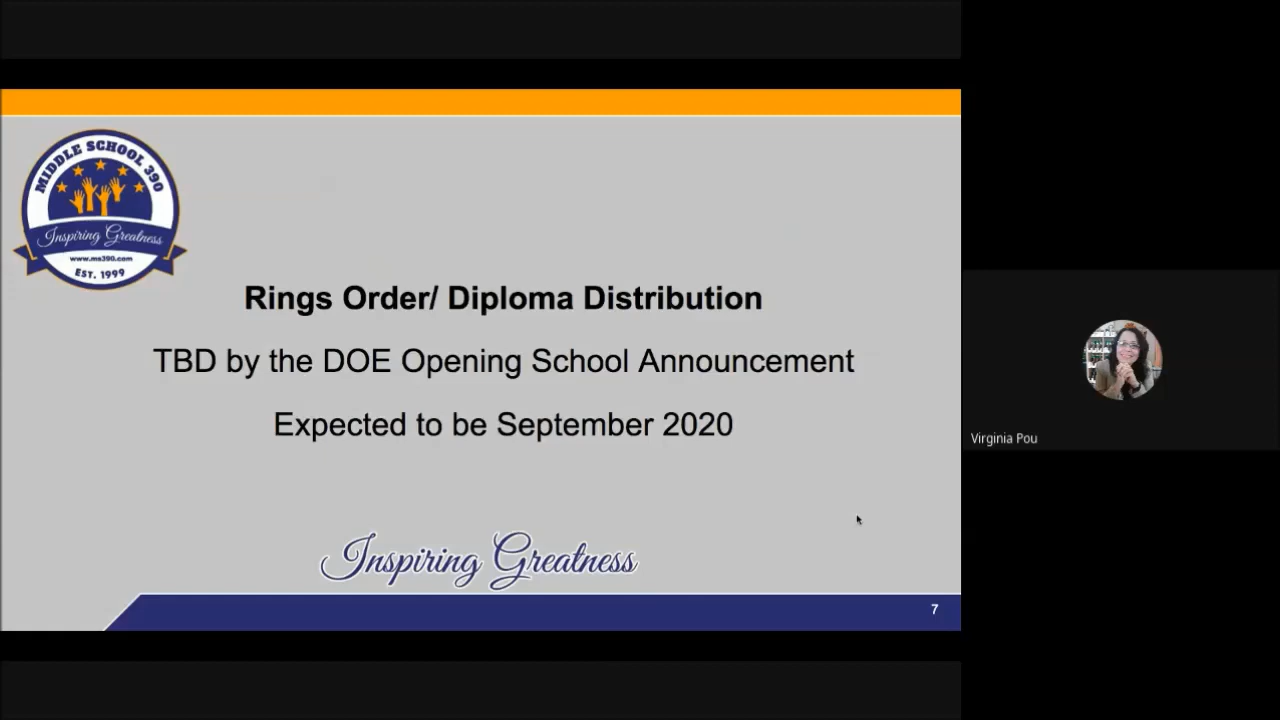 MIDDLE SCHOOL 390
Inspiring Greatness
www.ms390.com
EST. 1999
Rings Order/ Diploma Distribution
TBD by the DOE Opening School Announcement
Expected to be September 2020
Virginia Pou
Inspiring Greatness
7